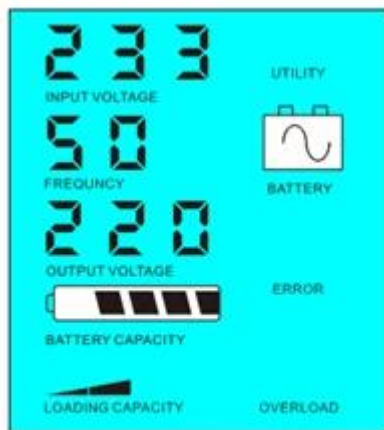 233
UTILITY
INPUT VOLTAGE
50
FREQUNCY
BATTERY
220
OUTPUT VOLTAGE
ERROR
BATTERY CAPACITY
LOADING CAPACITY
OVERLOAD